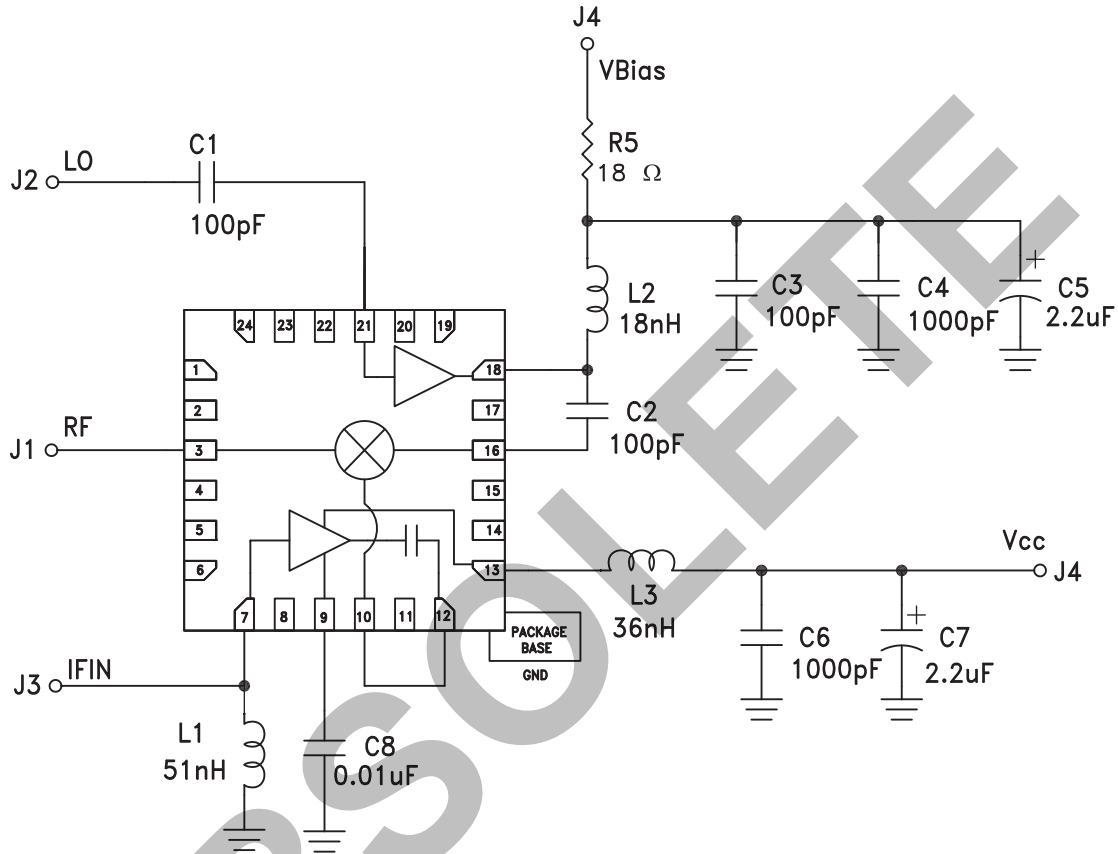 J4
VBias
R5
18 Ω
C1
J2 LO
100pF
L2
18nH
C3
100pF
C4
1000pF
+
C5
2.2uF
24 23 22 21 20 19
1
18
2
17
C2
100pF
J1 RF
3
16
4
15
5
14
6
13
7 8 9 10 11 12
Vcc
J4
L3
36nH
PACKAGE
BASE
GND
C6
1000pF
+
C7
2.2uF
J3 IFIN
L1
51nH
C8
0.01uF
OBSOLETE